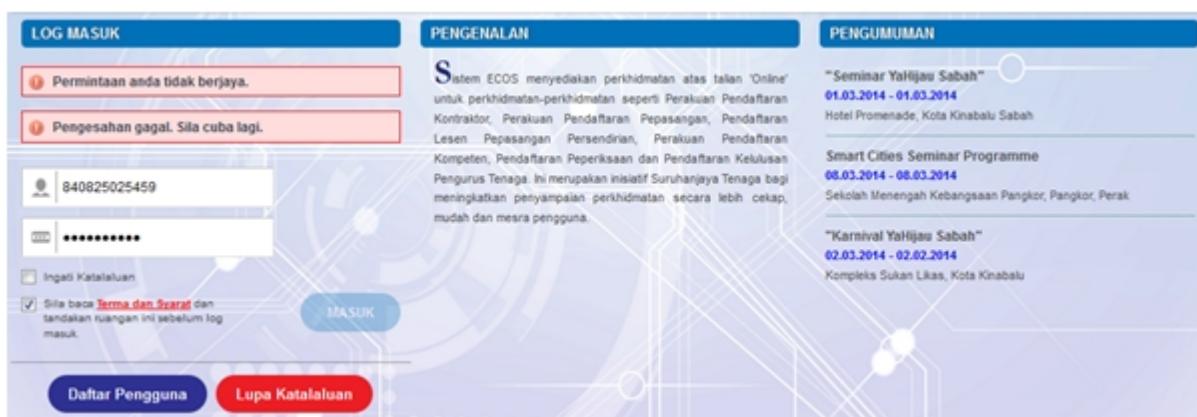 LOG MASUK
Permintaan anda tidak berjaya.
Pengesahan gagal. Sila cuba lagi.
840825025459
••••••••••
Ingati Katalaluan
Sila baca Terma dan Syarat dan
tandakan ruangan ini sebelum log
masuk.
MASUK
Daftar Pengguna
Lupa Katalaluan
PENGENALAN
Sistem ECOS menyediakan perkhidmatan atas talian 'Online'
untuk perkhidmatan-perkhidmatan seperti Perakuan Pendaftaran
Kontraktor, Perakuan Pendaftaran Pepasangan, Pendaftaran
Lesen Pepasangan Persendirian, Perakuan Pendaftaran
Kompeten, Pendaftaran Peperiksaan dan Pendaftaran Kelulusan
Pengurus Tenaga. Ini merupakan inisiatif Suruhanjaya Tenaga bagi
meningkatkan penyampaian perkhidmatan secara lebih cekap,
mudah dan mesra pengguna.
PENGUMUMAN
"Seminar YaHijau Sabah"
01.03.2014 - 01.03.2014
Hotel Promenade, Kota Kinabalu Sabah
Smart Cities Seminar Programme
08.03.2014 - 08.03.2014
Sekolah Menengah Kebangsaan Pangkor, Pangkor, Perak
"Karnival YaHijau Sabah"
02.03.2014 - 02.02.2014
Kompleks Sukan Likas, Kota Kinabalu